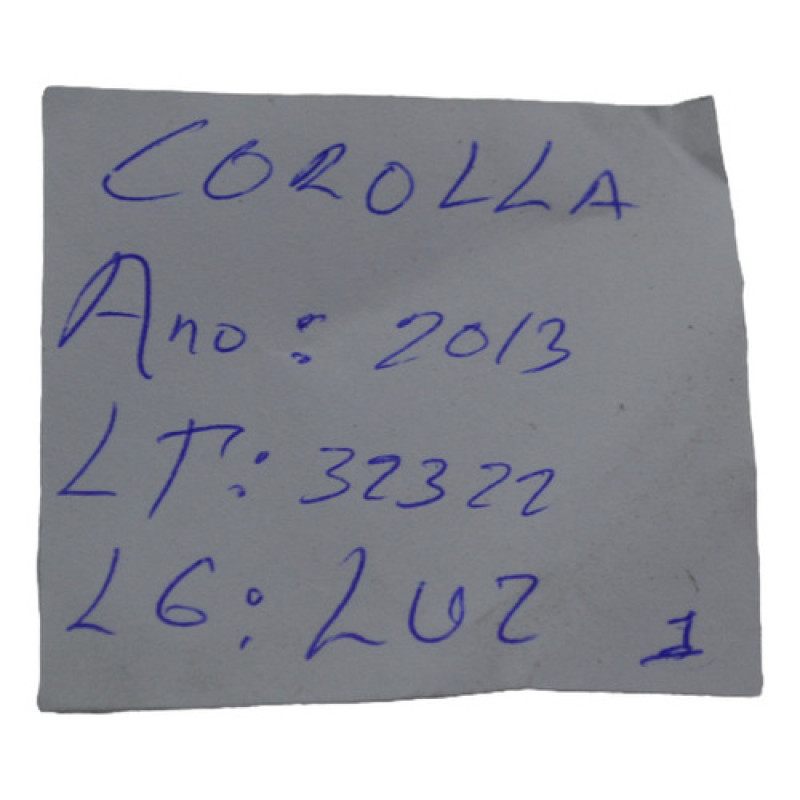 COROLLA
Ano: 2013
LT: 32322
LG: LUZ
1